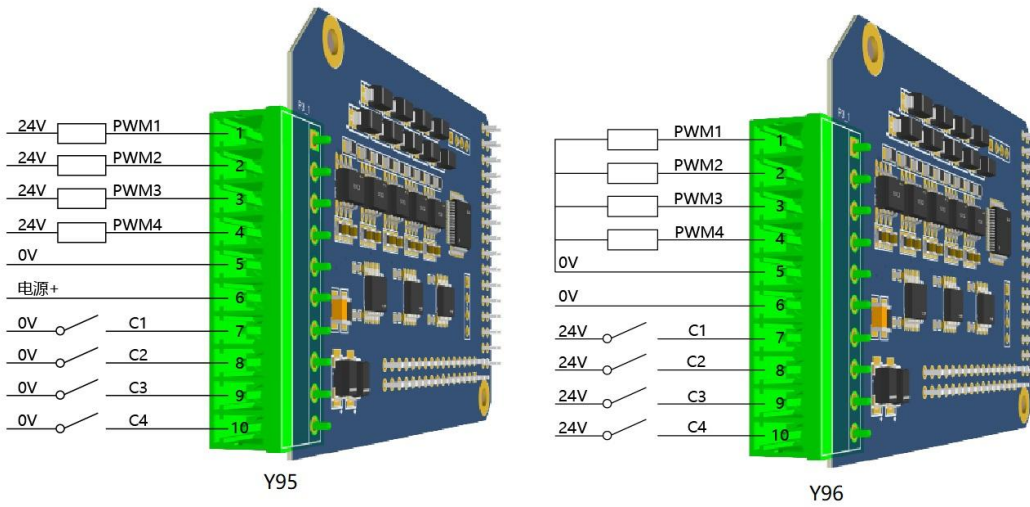 24V PWM1 1
24V PWM2 2
24V PWM3 3
24V PWM4 4
0V 5
电源+ 6
0V C1 7
0V C2 8
0V C3 9
0V C4 10
Y95
PWM1 1
PWM2 2
PWM3 3
PWM4 4
0V 5
0V 6
24V C1 7
24V C2 8
24V C3 9
24V C4 10
Y96